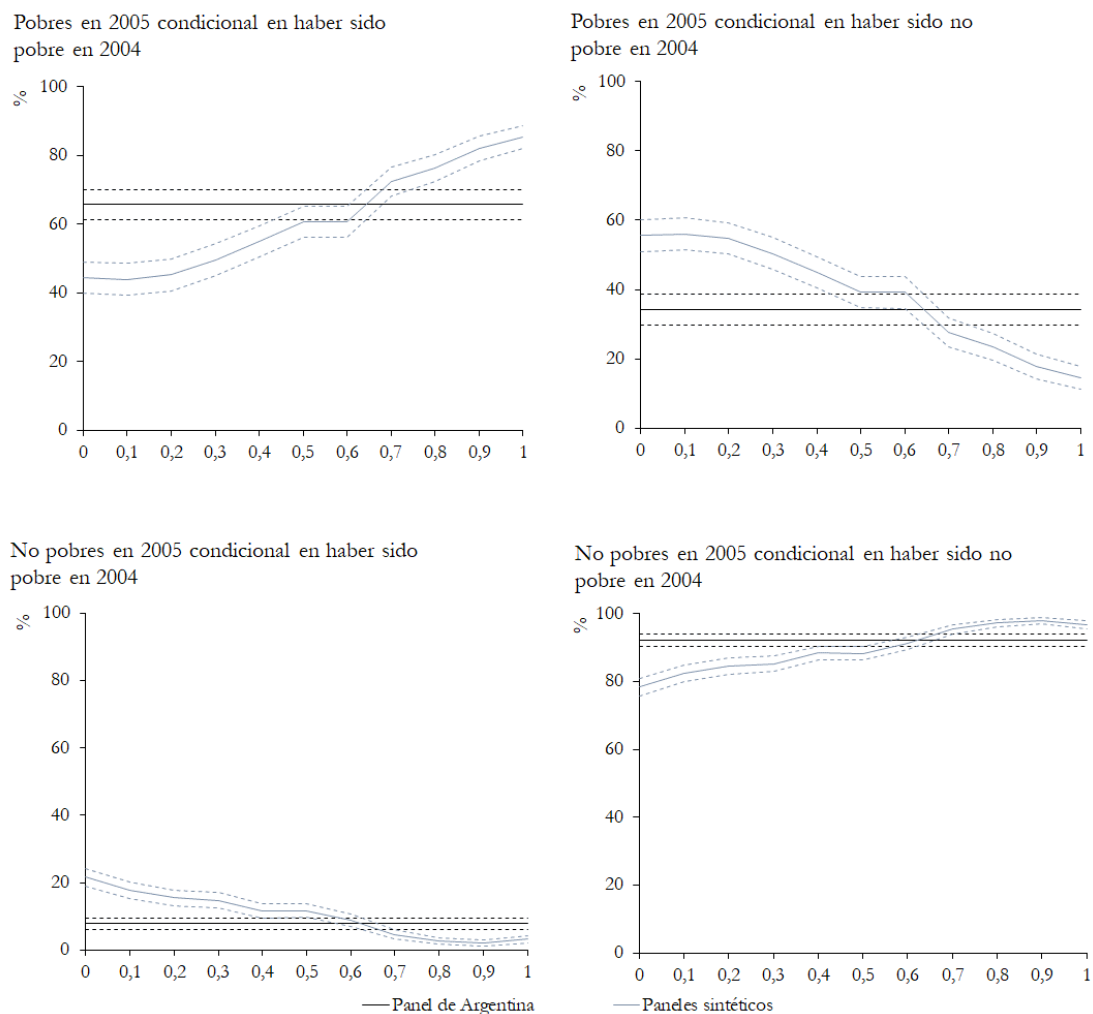 Pobres en 2005 condicional en haber sido
pobre en 2004
%
100
80
60
40
20
0
0 0,1 0,2 0,3 0,4 0,5 0,6 0,7 0,8 0,9 1
Pobres en 2005 condicional en haber sido no
pobre en 2004
%
100
80
60
40
20
0
0 0,1 0,2 0,3 0,4 0,5 0,6 0,7 0,8 0,9 1
No pobres en 2005 condicional en haber sido
pobre en 2004
%
100
80
60
40
20
0
0 0,1 0,2 0,3 0,4 0,5 0,6 0,7 0,8 0,9 1
No pobres en 2005 condicional en haber sido no
pobre en 2004
%
100
80
60
40
20
0
0 0,1 0,2 0,3 0,4 0,5 0,6 0,7 0,8 0,9 1
Panel de Argentina
Paneles sintéticos